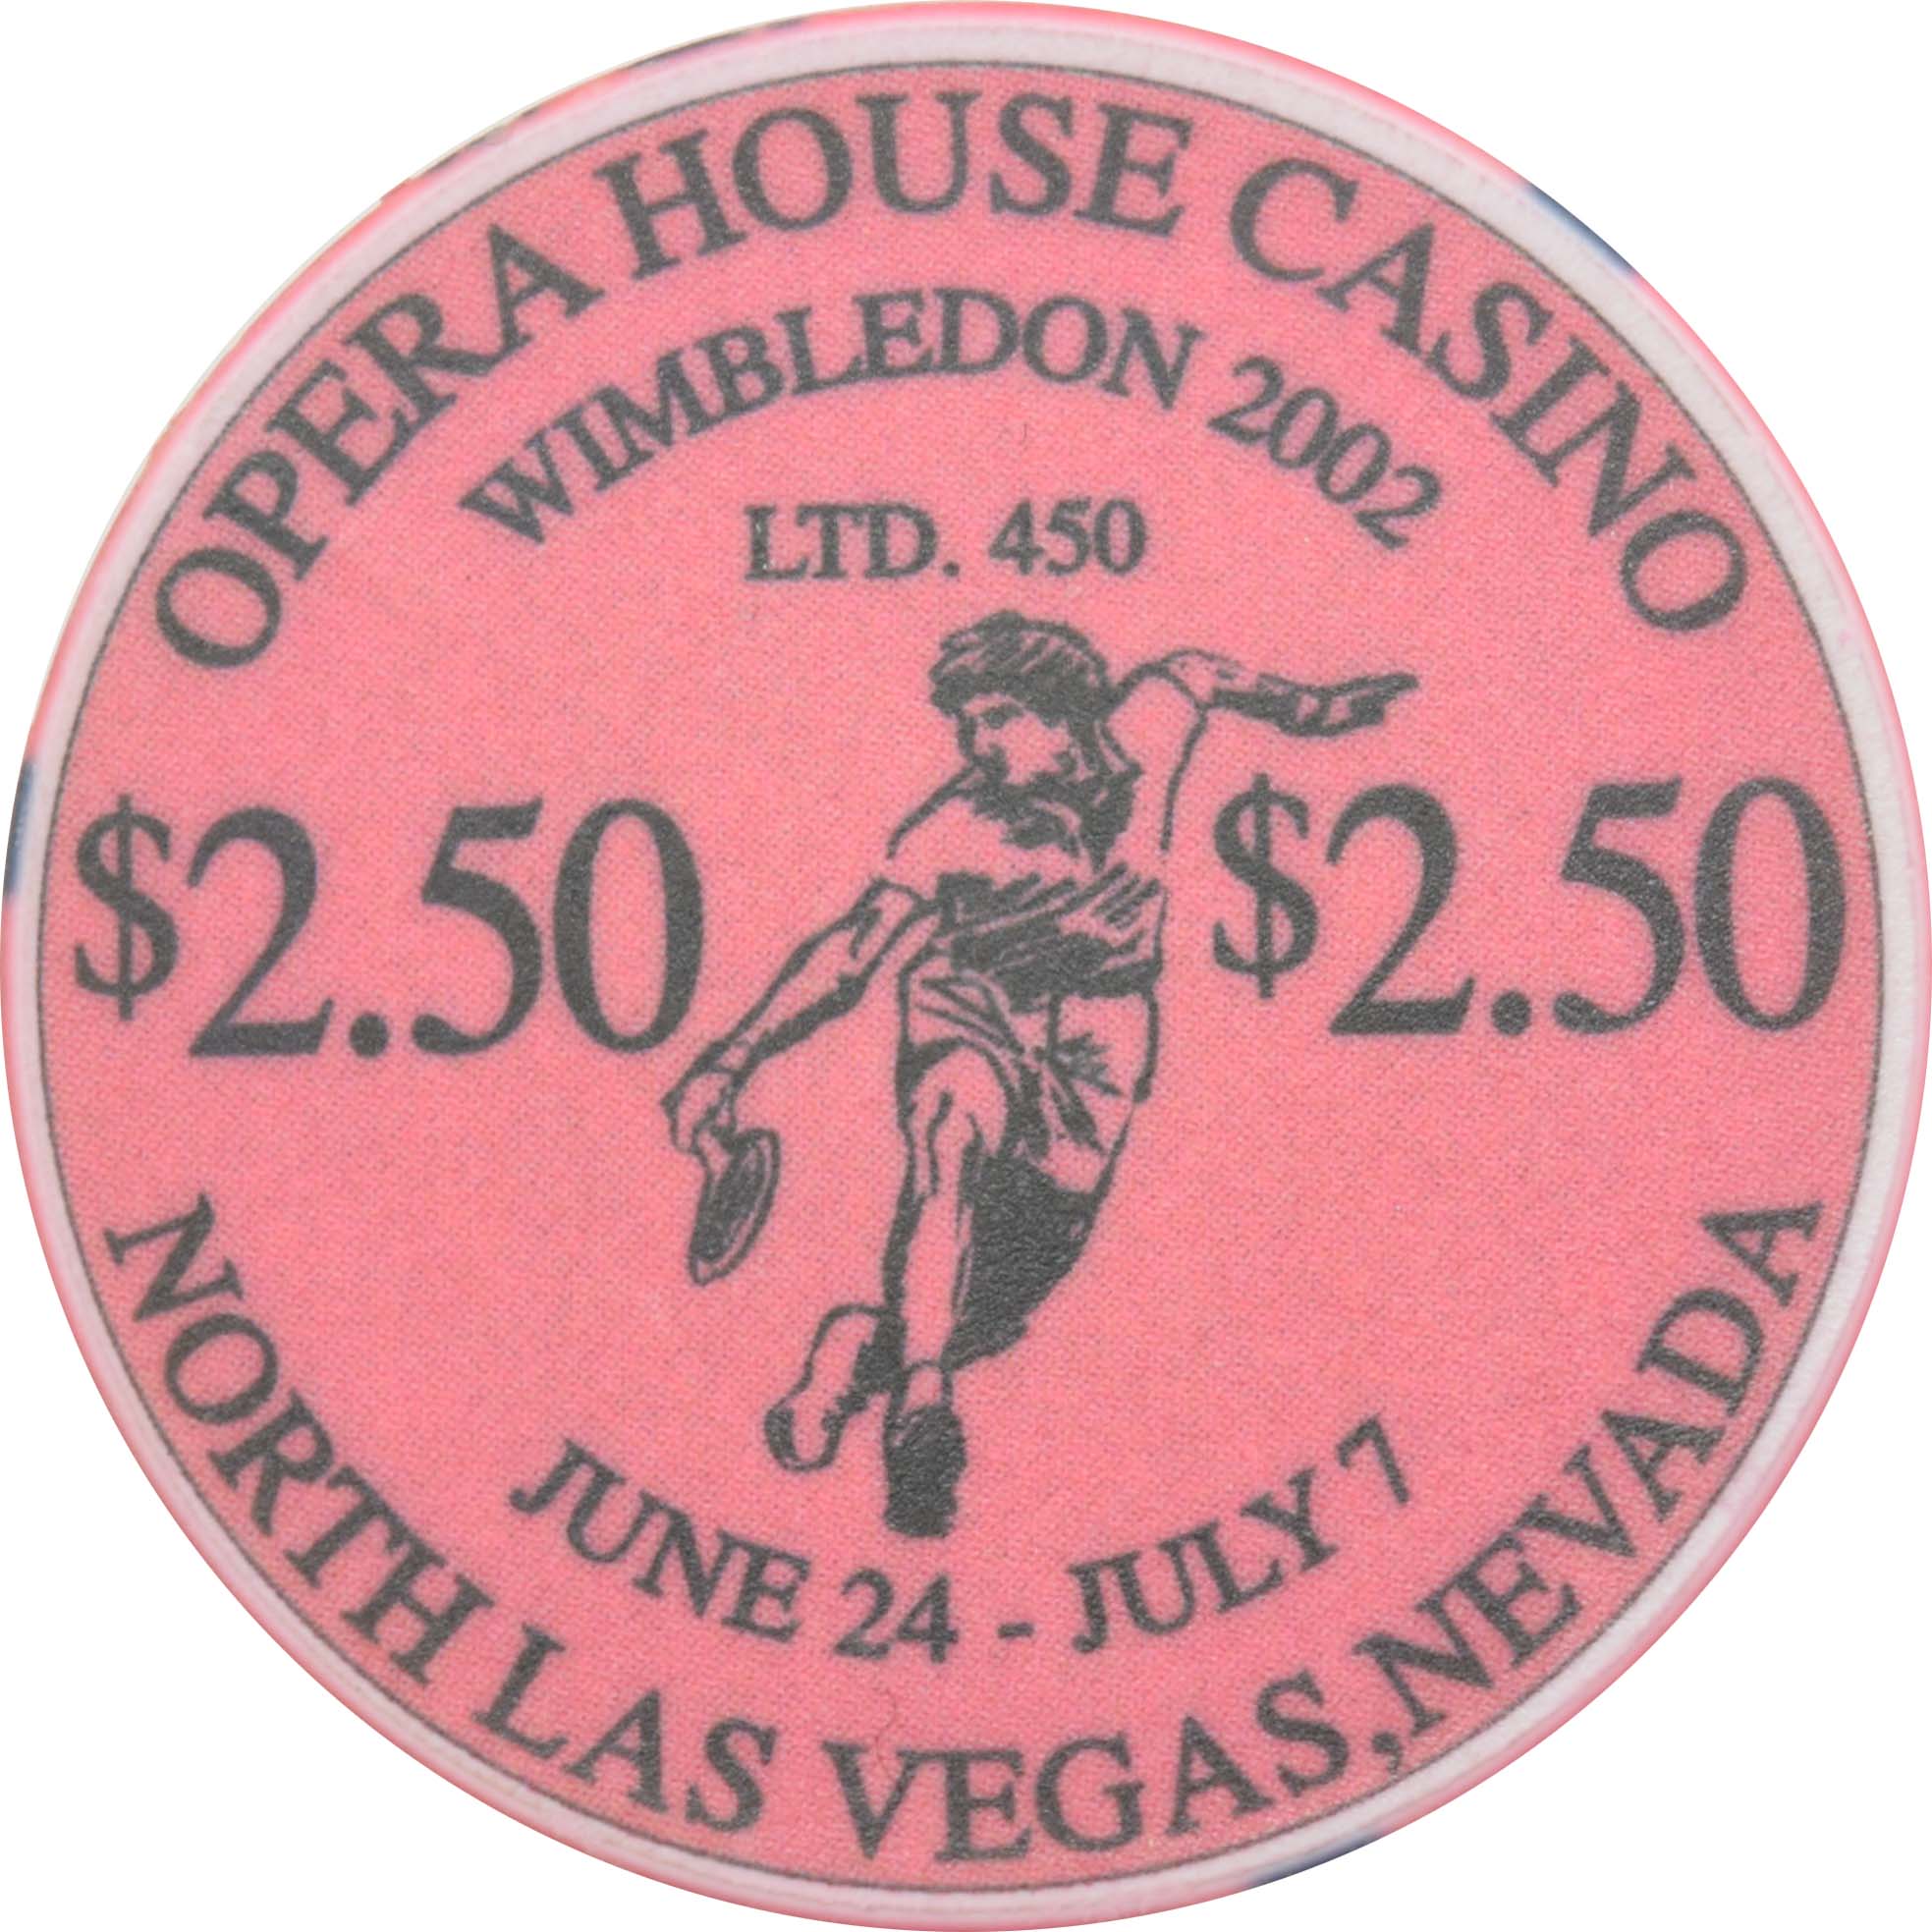 OPERA HOUSE CASINO
WIMBLEDON 2002
LTD. 450
$2.50 $2.50
JUNE 24 - JULY 7
NORTH LAS VEGAS,NEVADA